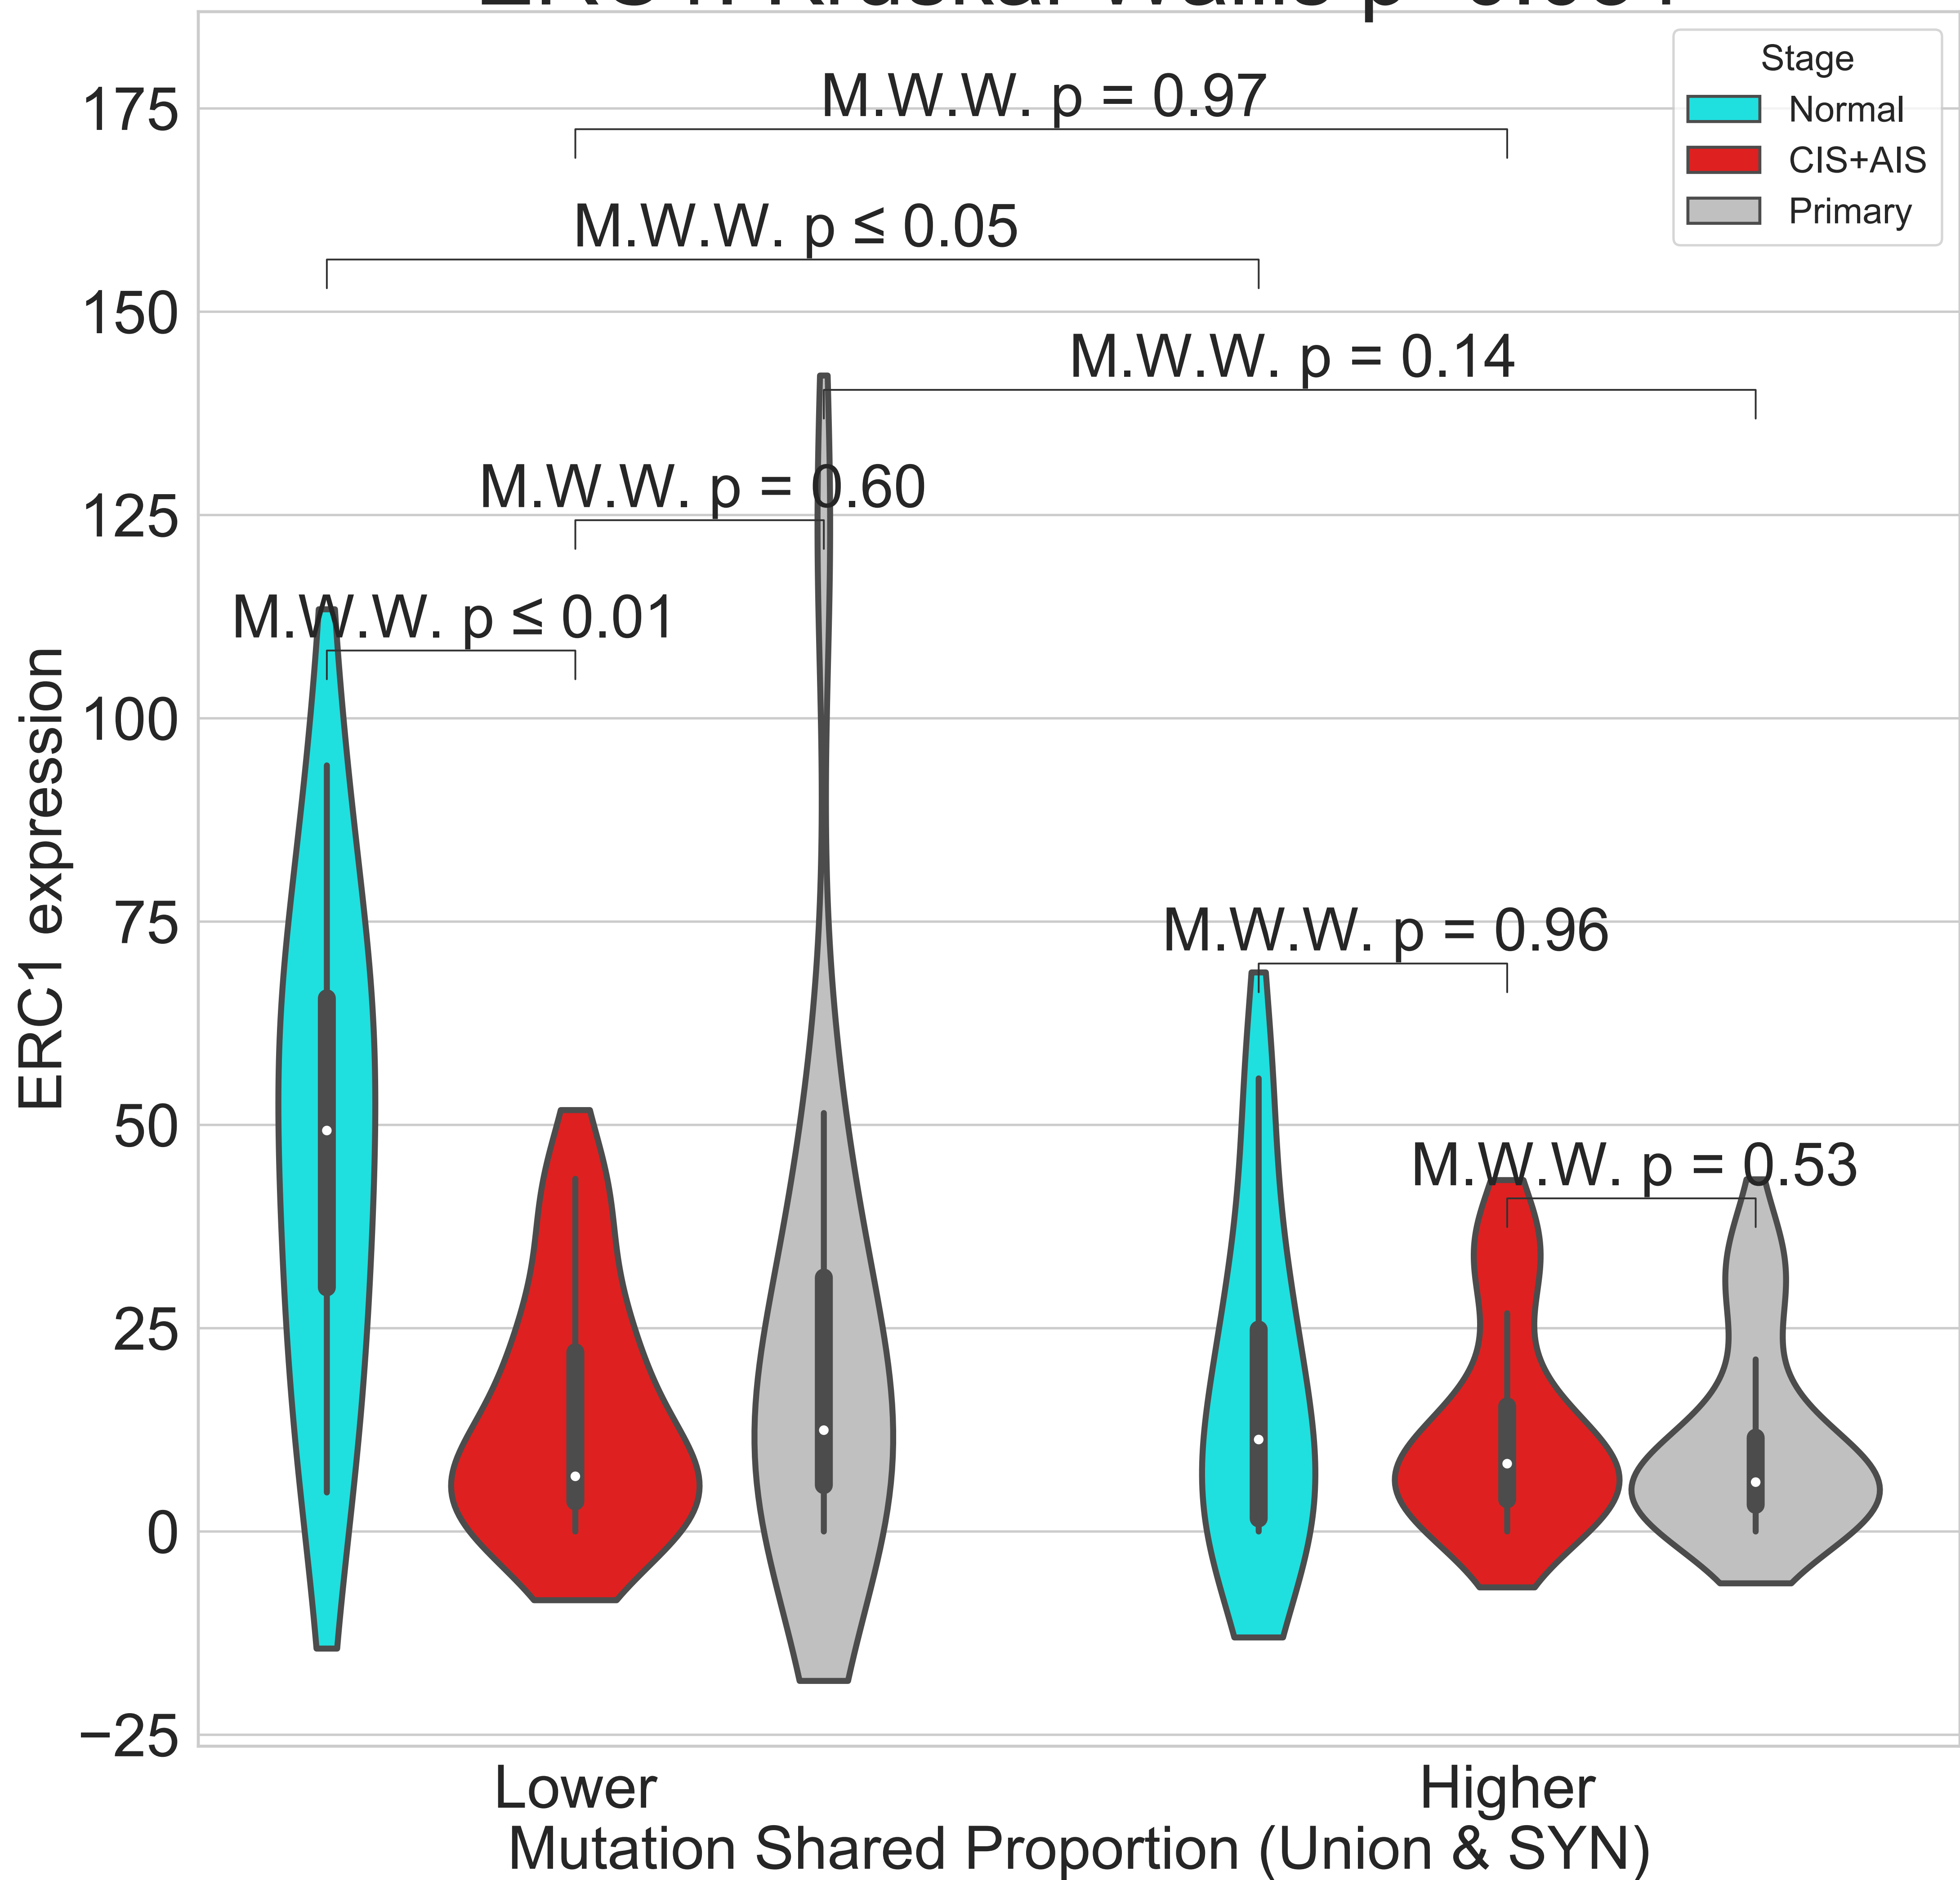 175
150
125
100
75
50
25
0
−25
ERC1 expression
Stage
Normal
CIS+AIS
Primary
M.W.W. p = 0.97
M.W.W. p ≤ 0.05
M.W.W. p = 0.14
M.W.W. p = 0.60
M.W.W. p ≤ 0.01
M.W.W. p = 0.96
M.W.W. p = 0.53
Lower
Higher
Mutation Shared Proportion (Union & SYN)